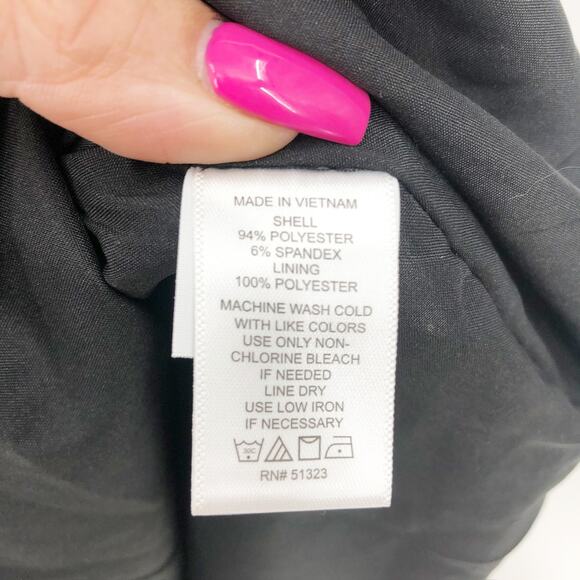 MADE IN VIETNAM
SHELL
94% POLYESTER
6% SPANDEX
LINING
100% POLYESTER
MACHINE WASH COLD
WITH LIKE COLORS
USE ONLY NON-
CHLORINE BLEACH
IF NEEDED
LINE DRY
USE LOW IRON
IF NECESSARY
30C
RN# 51323